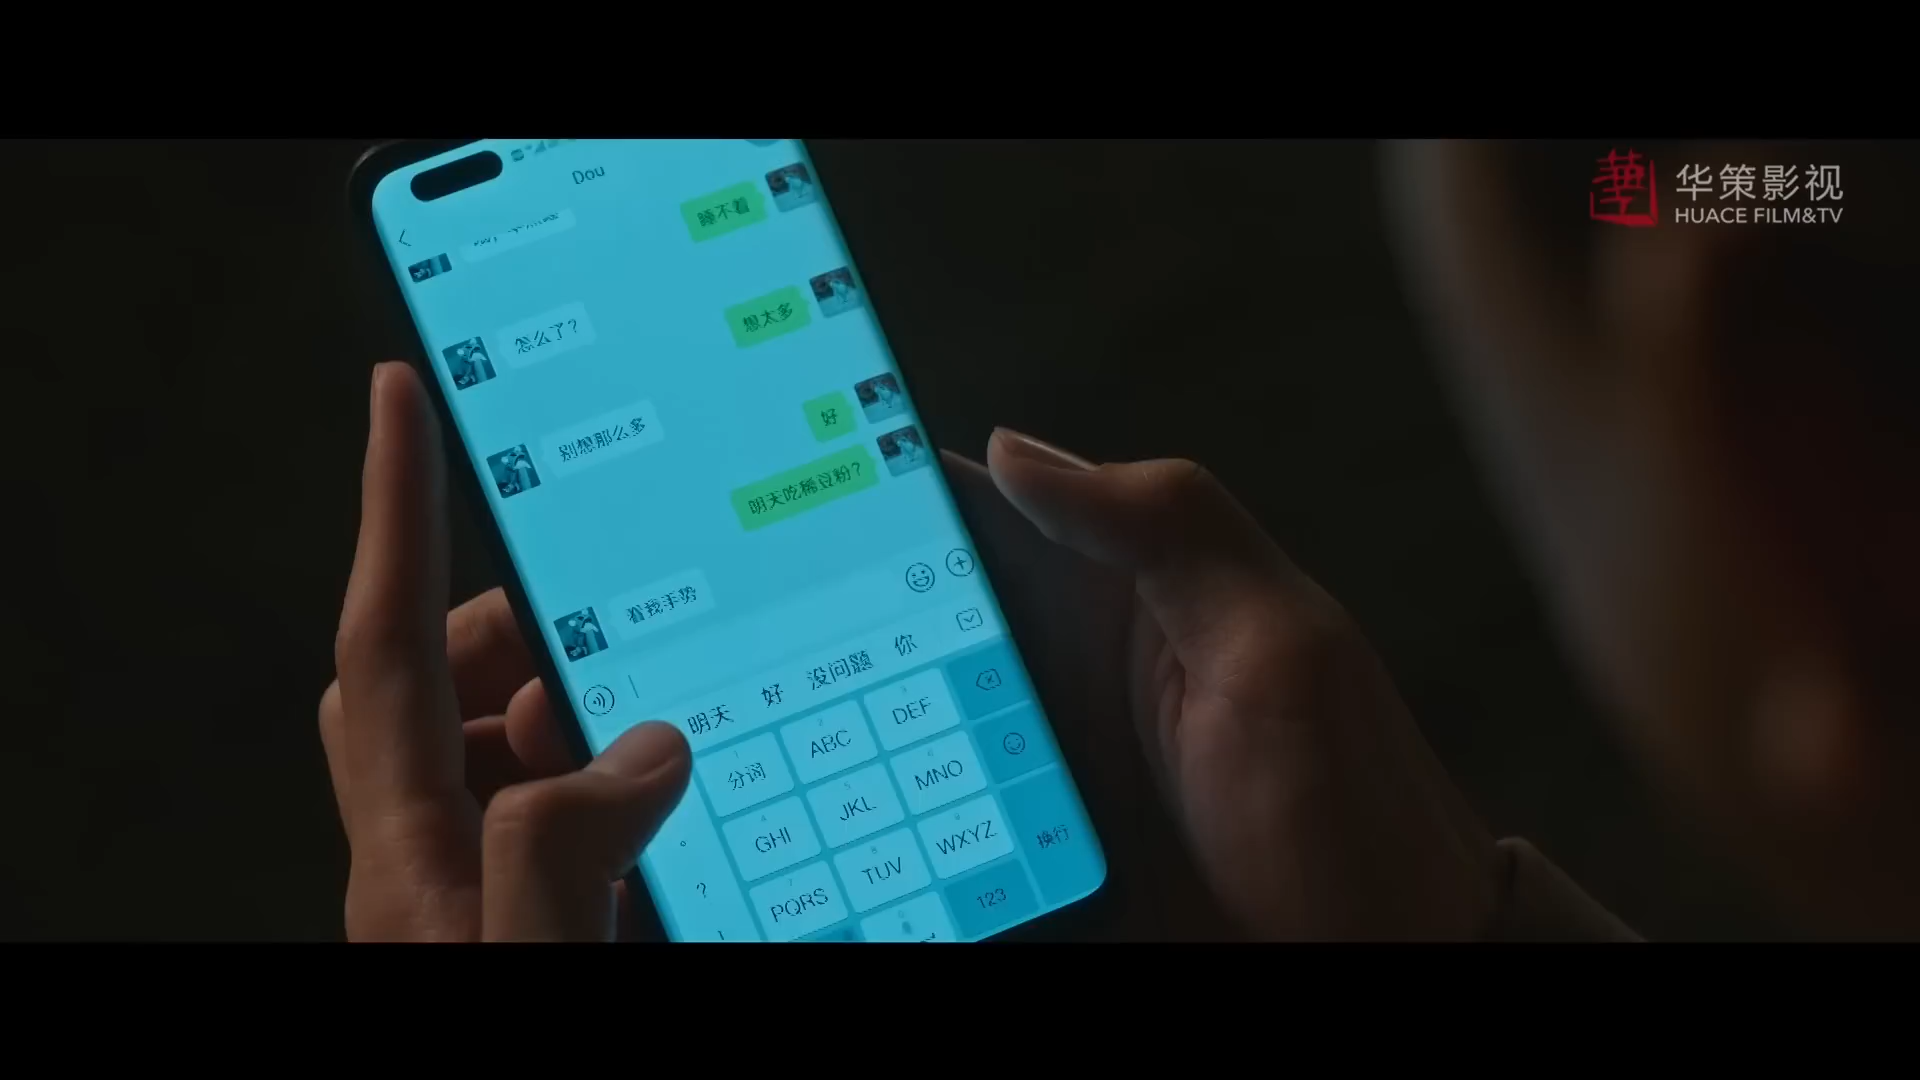 华策影视
HUACE FILM&TV
Dou
睡不着
怎么了?
想太多
别想那么多
好
明天吃稀豆粉?
看我手势
明天 好 没问题 你
分词 ABC DEF
GHI JKL MNO
PQRS TUV WXYZ
换行
123